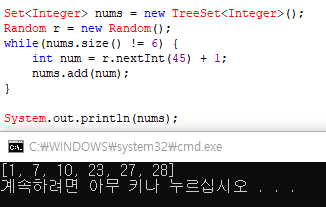 Set<Integer> nums = new TreeSet<Integer>();
Random r = new Random();
while(nums.size() != 6) {
    int num = r.nextInt(45) + 1;
    nums.add(num);
}
System.out.println(nums);
C:\WINDOWS\system32\cmd.exe
[1, 7, 10, 23, 27, 28]
계속하려면 아무 키나 누르십시오 . . .